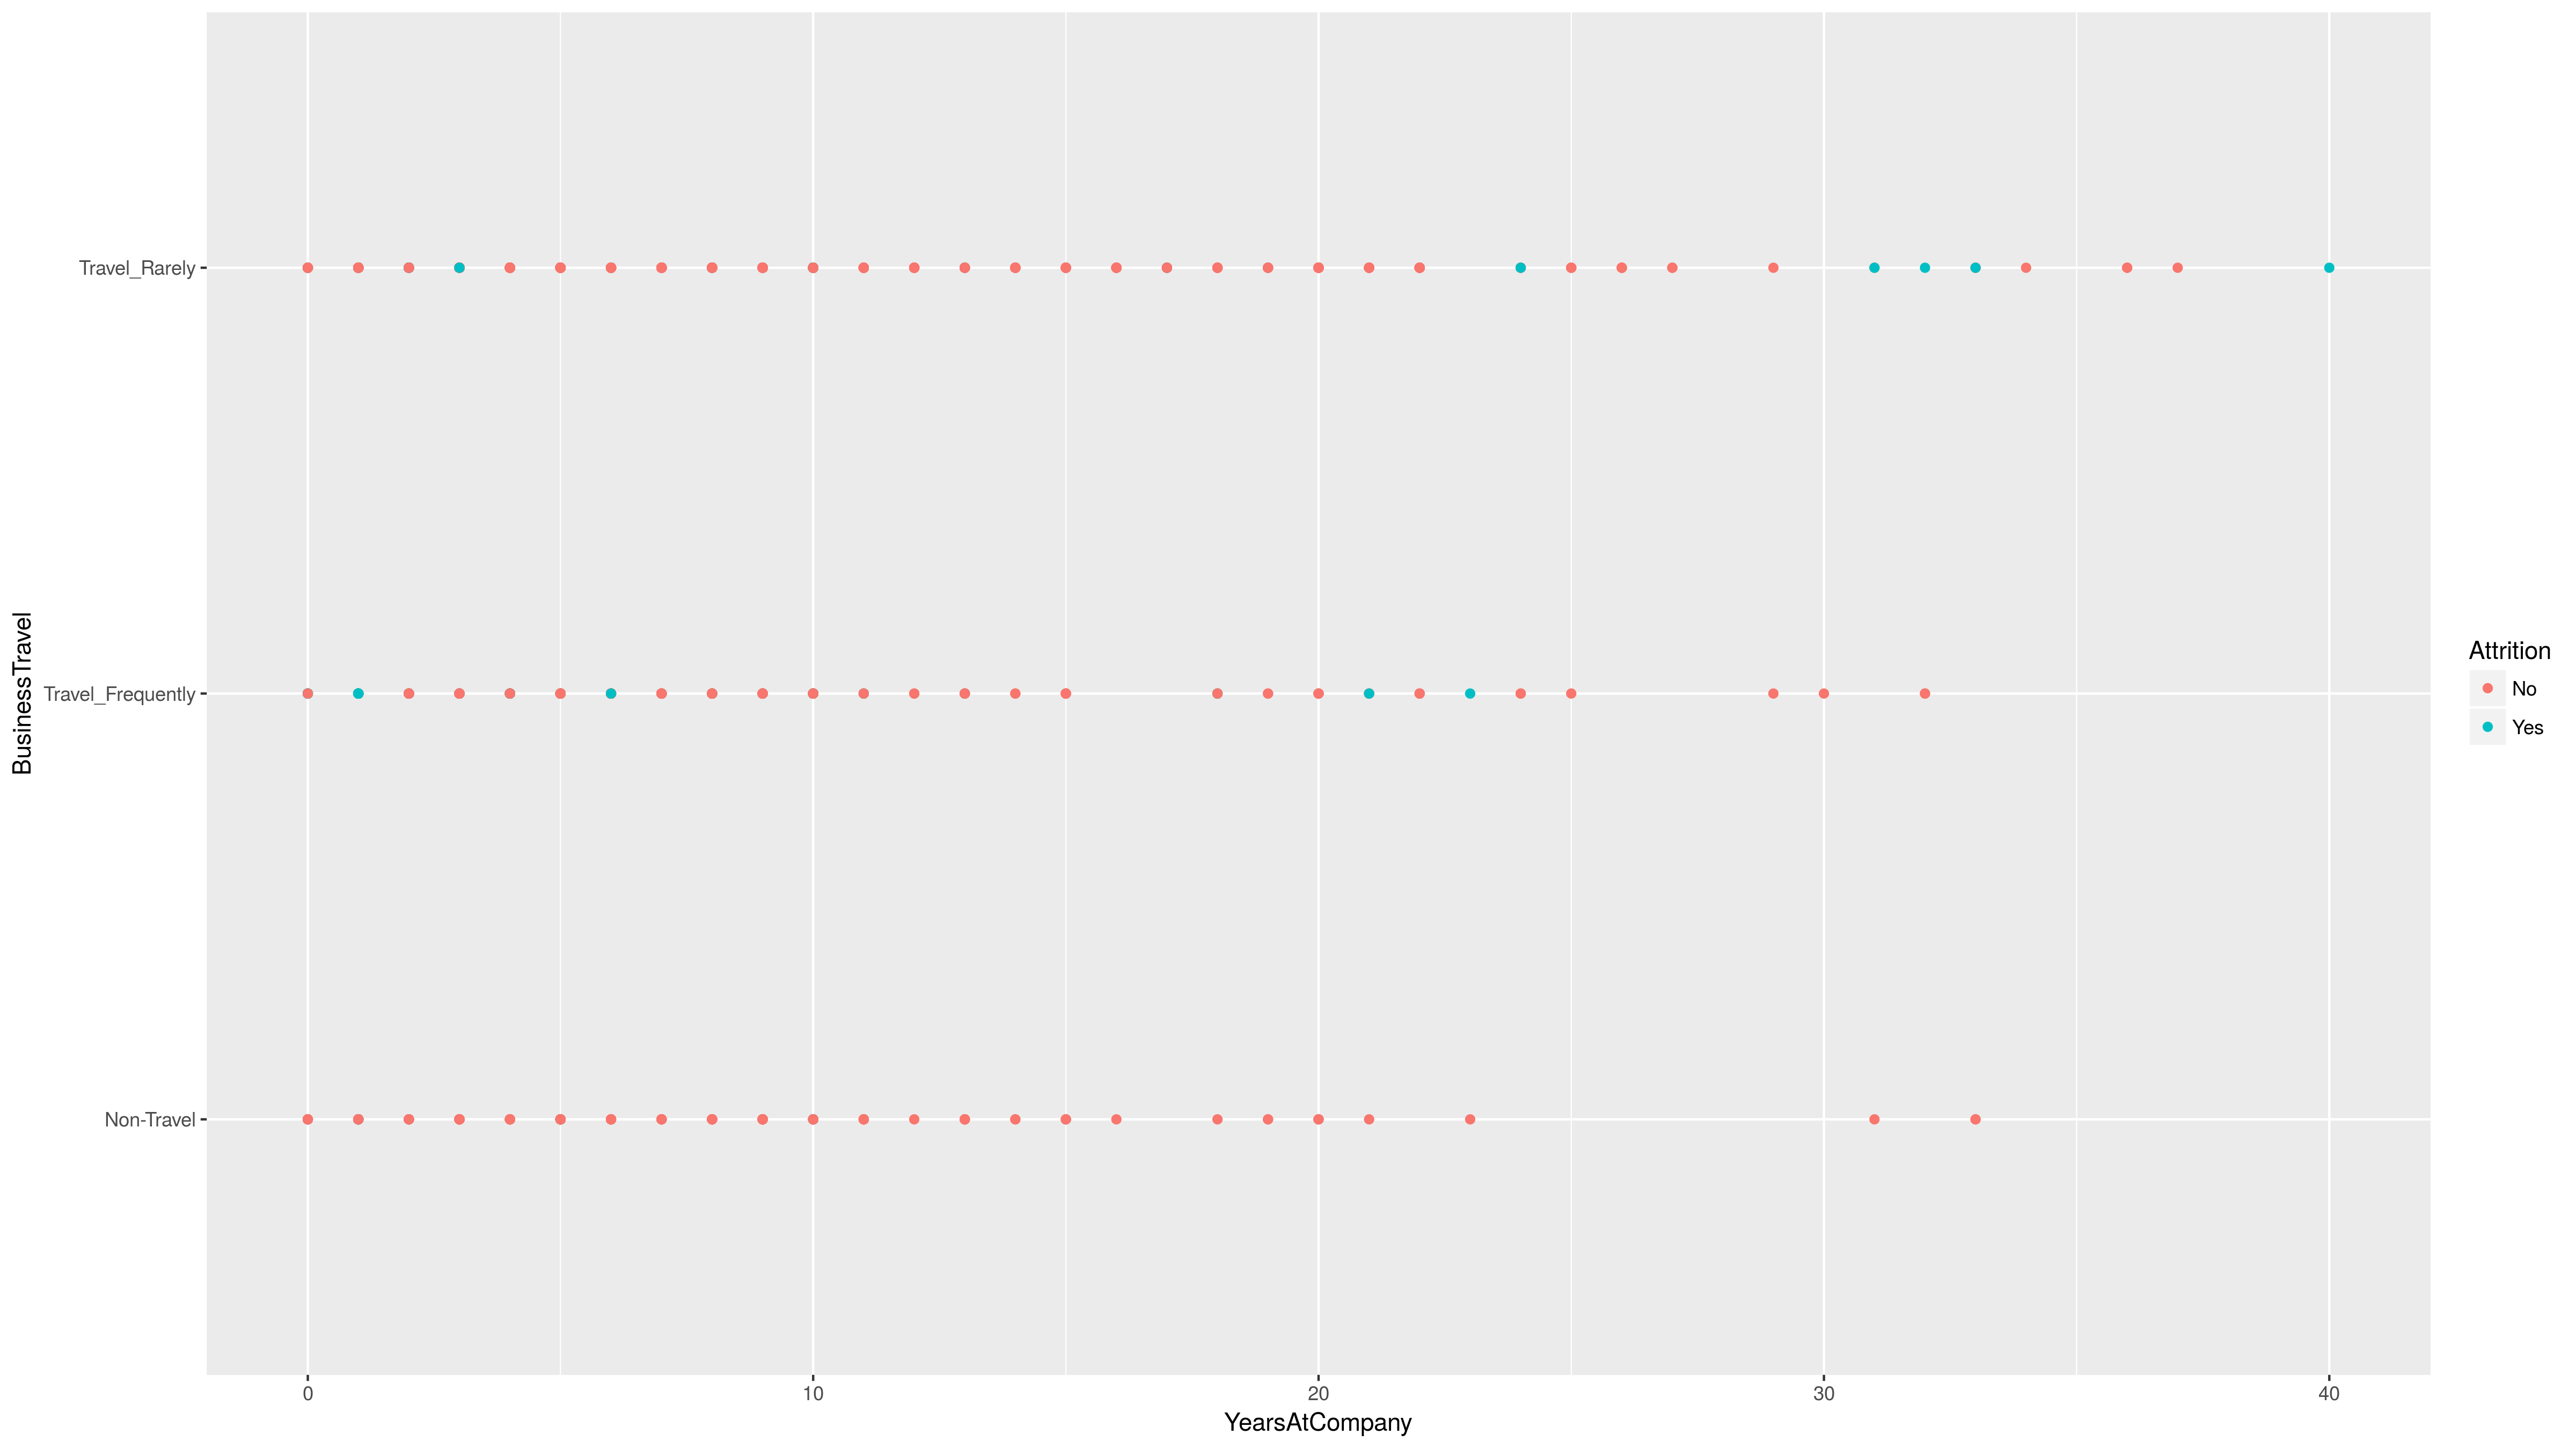 BusinessTravel
Travel_Rarely
Travel_Frequently
Non-Travel
0 10 20 30 40
YearsAtCompany
Attrition
No
Yes